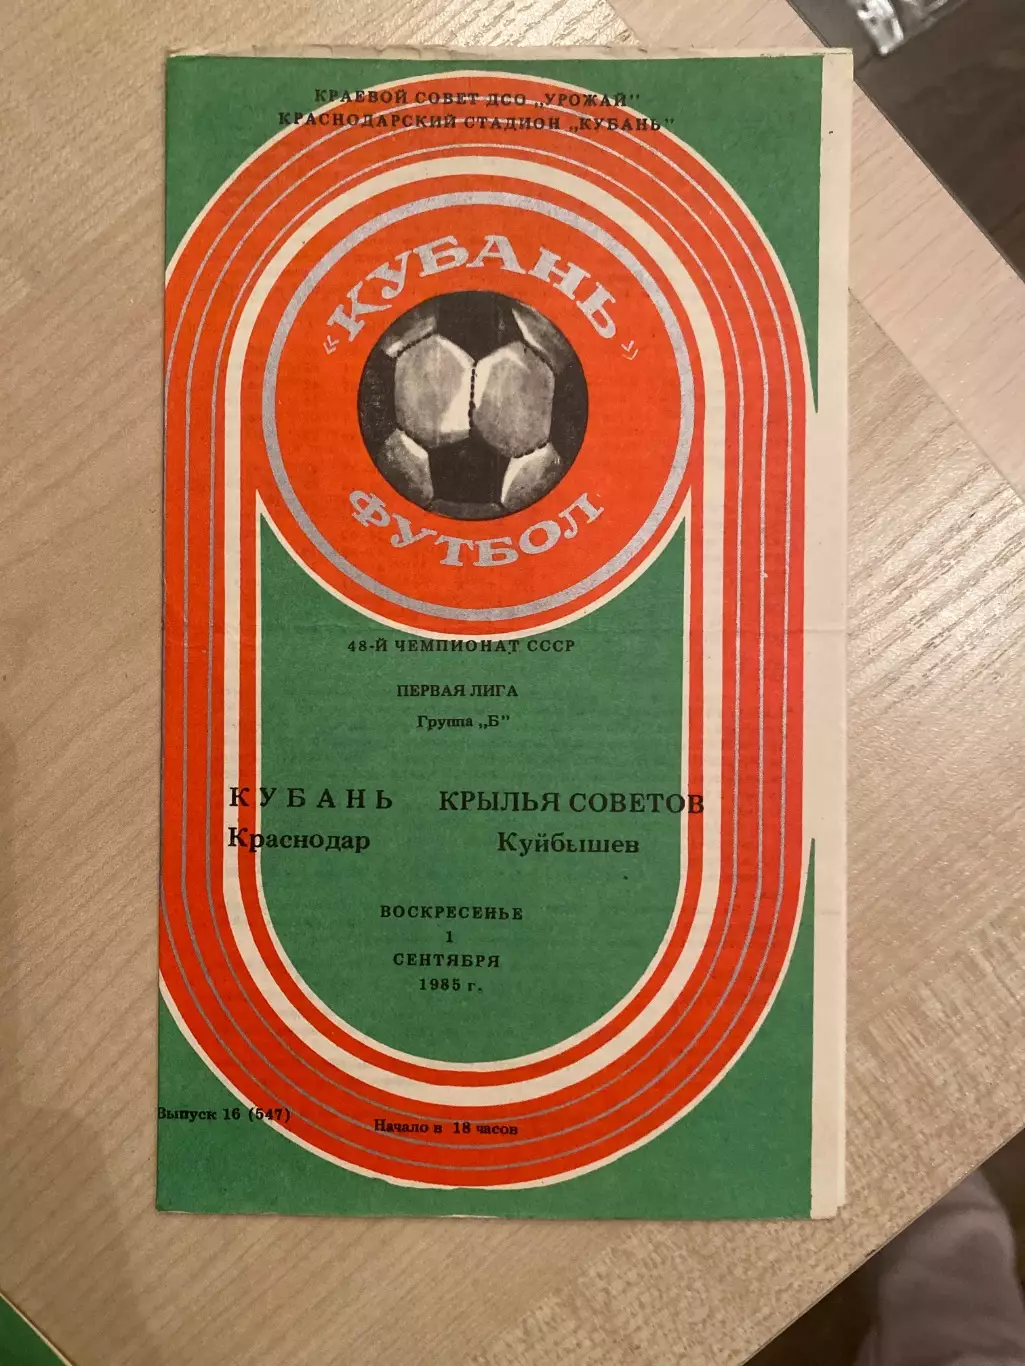 КРАЕВОЙ СОВЕТ ДСО „УРОЖАЙ"
КРАСНОДАРСКИЙ СТАДИОН „КУБАНЬ"
«КУБАНЬ»
ФУТБОЛ
48-Й ЧЕМПИОНАТ СССР
ПЕРВАЯ ЛИГА
Группа „Б"
КУБАНЬ КРЫЛЬЯ СОВЕТОВ
Краснодар Куйбышев
ВОСКРЕСЕНЬЕ
1
СЕНТЯБРЯ
1985 г.
Выпуск 16 (547)
Начало в 18 часов